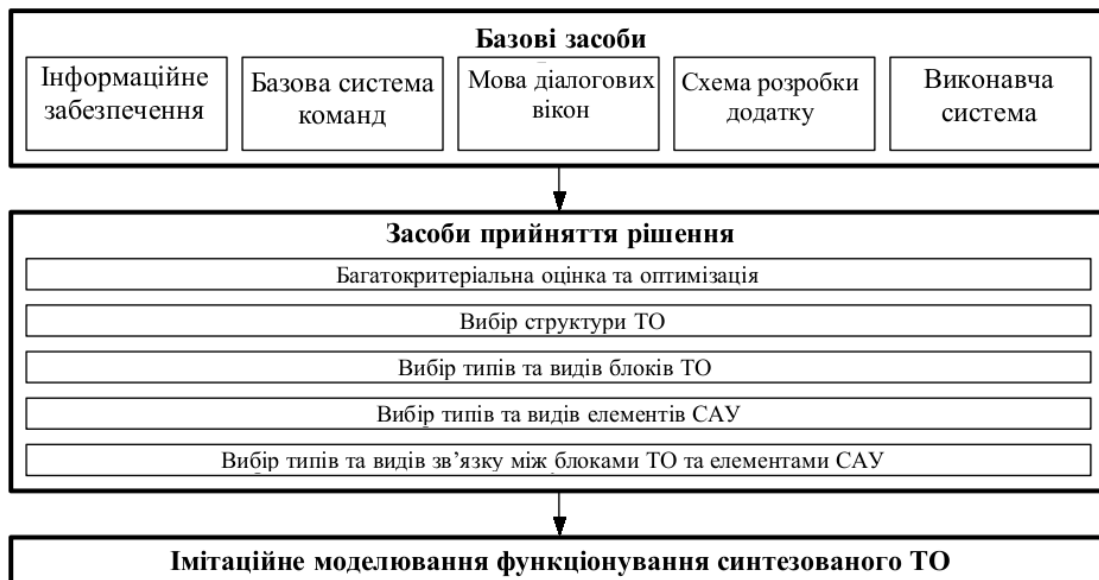 Базові засоби
Інформаційне
забезпечення
Базова система
команд
Мова діалогових
вікон
Схема розробки
додатку
Виконавча
система
Засоби прийняття рішення
Багатокритеріальна оцінка та оптимізація
Вибір структури ТО
Вибір типів та видів блоків ТО
Вибір типів та видів елементів САУ
Вибір типів та видів зв’язку між блоками ТО та елементами САУ
Імітаційне моделювання функціонування синтезованого ТО